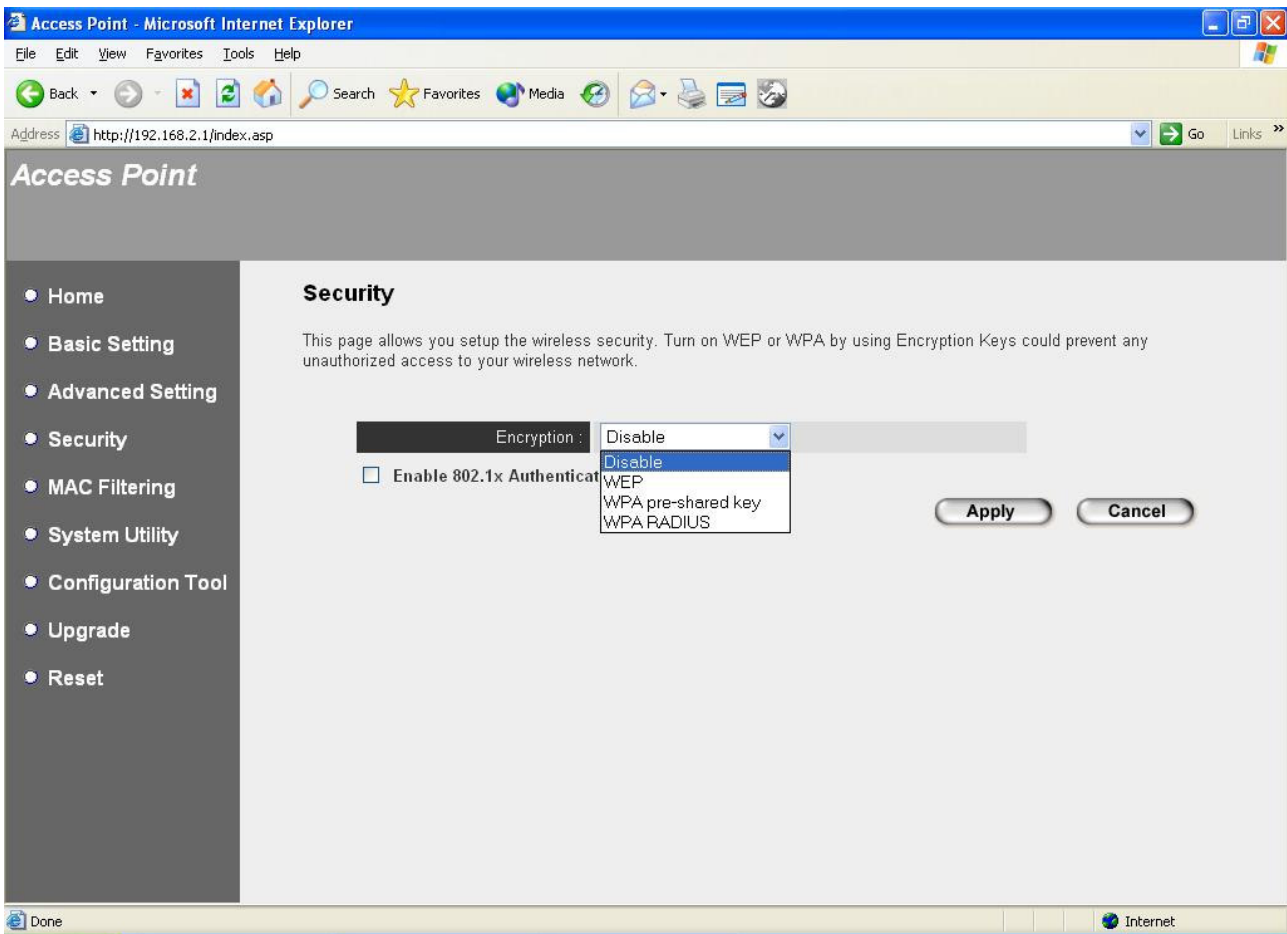 Access Point - Microsoft Internet Explorer
File Edit View Favorites Tools Help
Back Search Favorites Media
Address http://192.168.2.1/index.asp Go Links »
Access Point
Home
Basic Setting
Advanced Setting
Security
MAC Filtering
System Utility
Configuration Tool
Upgrade
Reset
Security
This page allows you setup the wireless security. Turn on WEP or WPA by using Encryption Keys could prevent any
unauthorized access to your wireless network.
Encryption : Disable
Disable
WEP
WPA pre-shared key
WPA RADIUS
Enable 802.1x Authenticat
Apply Cancel
Done Internet